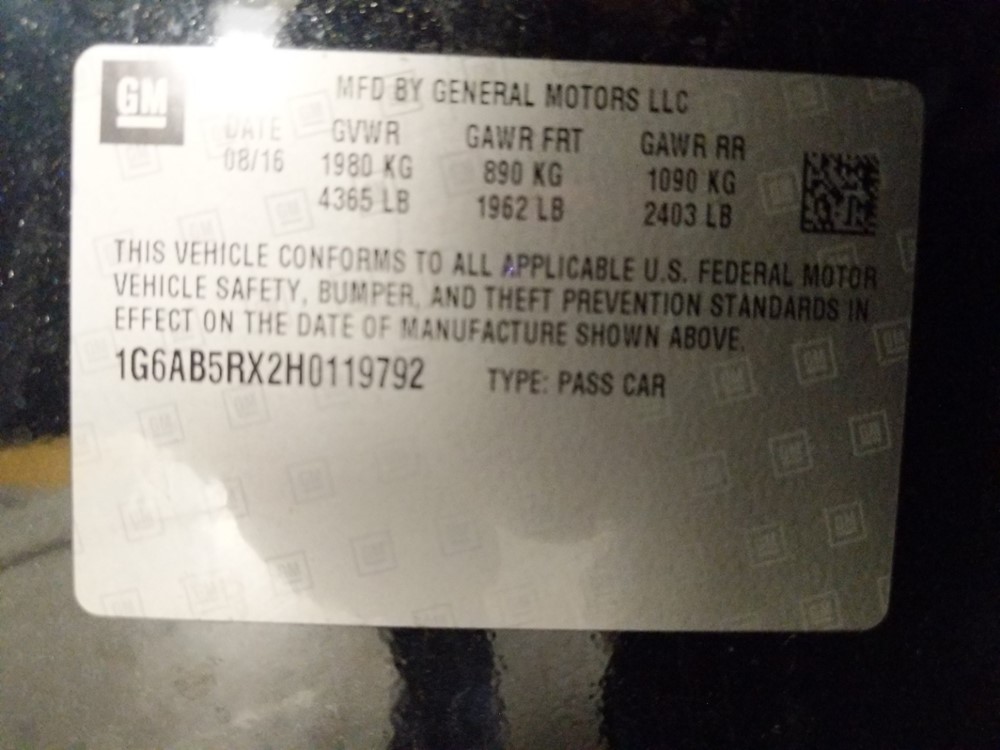 GM
MFD BY GENERAL MOTORS LLC
DATE GVWR GAWR FRT GAWR RR
08/16 1980 KG 890 KG 1090 KG
4365 LB 1962 LB 2403 LB
THIS VEHICLE CONFORMS TO ALL APPLICABLE U.S. FEDERAL MOTOR
VEHICLE SAFETY, BUMPER, AND THEFT PREVENTION STANDARDS IN
EFFECT ON THE DATE OF MANUFACTURE SHOWN ABOVE.
1G6AB5RX2H0119792 TYPE: PASS CAR